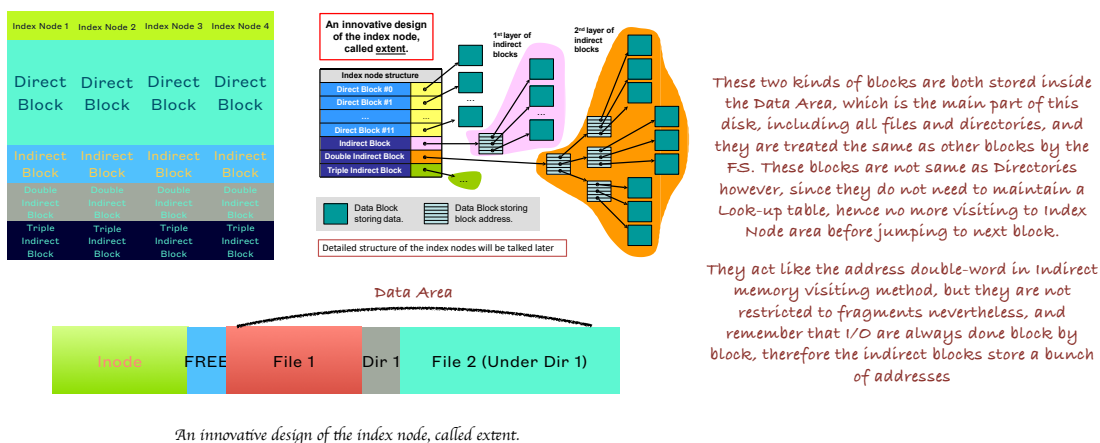 Index Node 1 Index Node 2 Index Node 3 Index Node 4
Direct Block Direct Block Direct Block Direct Block
Indirect Block Indirect Block Indirect Block Indirect Block
Double Indirect Block Double Indirect Block Double Indirect Block Double Indirect Block
Triple Indirect Block Triple Indirect Block Triple Indirect Block Triple Indirect Block
An innovative design
of the index node,
called extent.
1st layer of
indirect
blocks
2nd layer of
indirect blocks
Index node structure
Direct Block #0
Direct Block #1
...
...
Direct Block #11
Indirect Block
Double Indirect Block
Triple Indirect Block
...
...
...
Data Block
storing data.
Data Block storing
block address.
Detailed structure of the index nodes will be talked later
These two kinds of blocks are both stored inside
the Data Area, which is the main part of this
disk, including all files and directories, and
they are treated the same as other blocks by the
FS. These blocks are not same as Directories
however, since they do not need to maintain a
Look-up table, hence no more visiting to Index
Node area before jumping to next block.
They act like the address double-word in Indirect
memory visiting method, but they are not
restricted to fragments nevertheless, and
remember that I/O are always done block by
block, therefore the indirect blocks store a bunch
of addresses
Data Area
Inode FREE File 1 Dir 1 File 2 (Under Dir 1)
An innovative design of the index node, called extent.